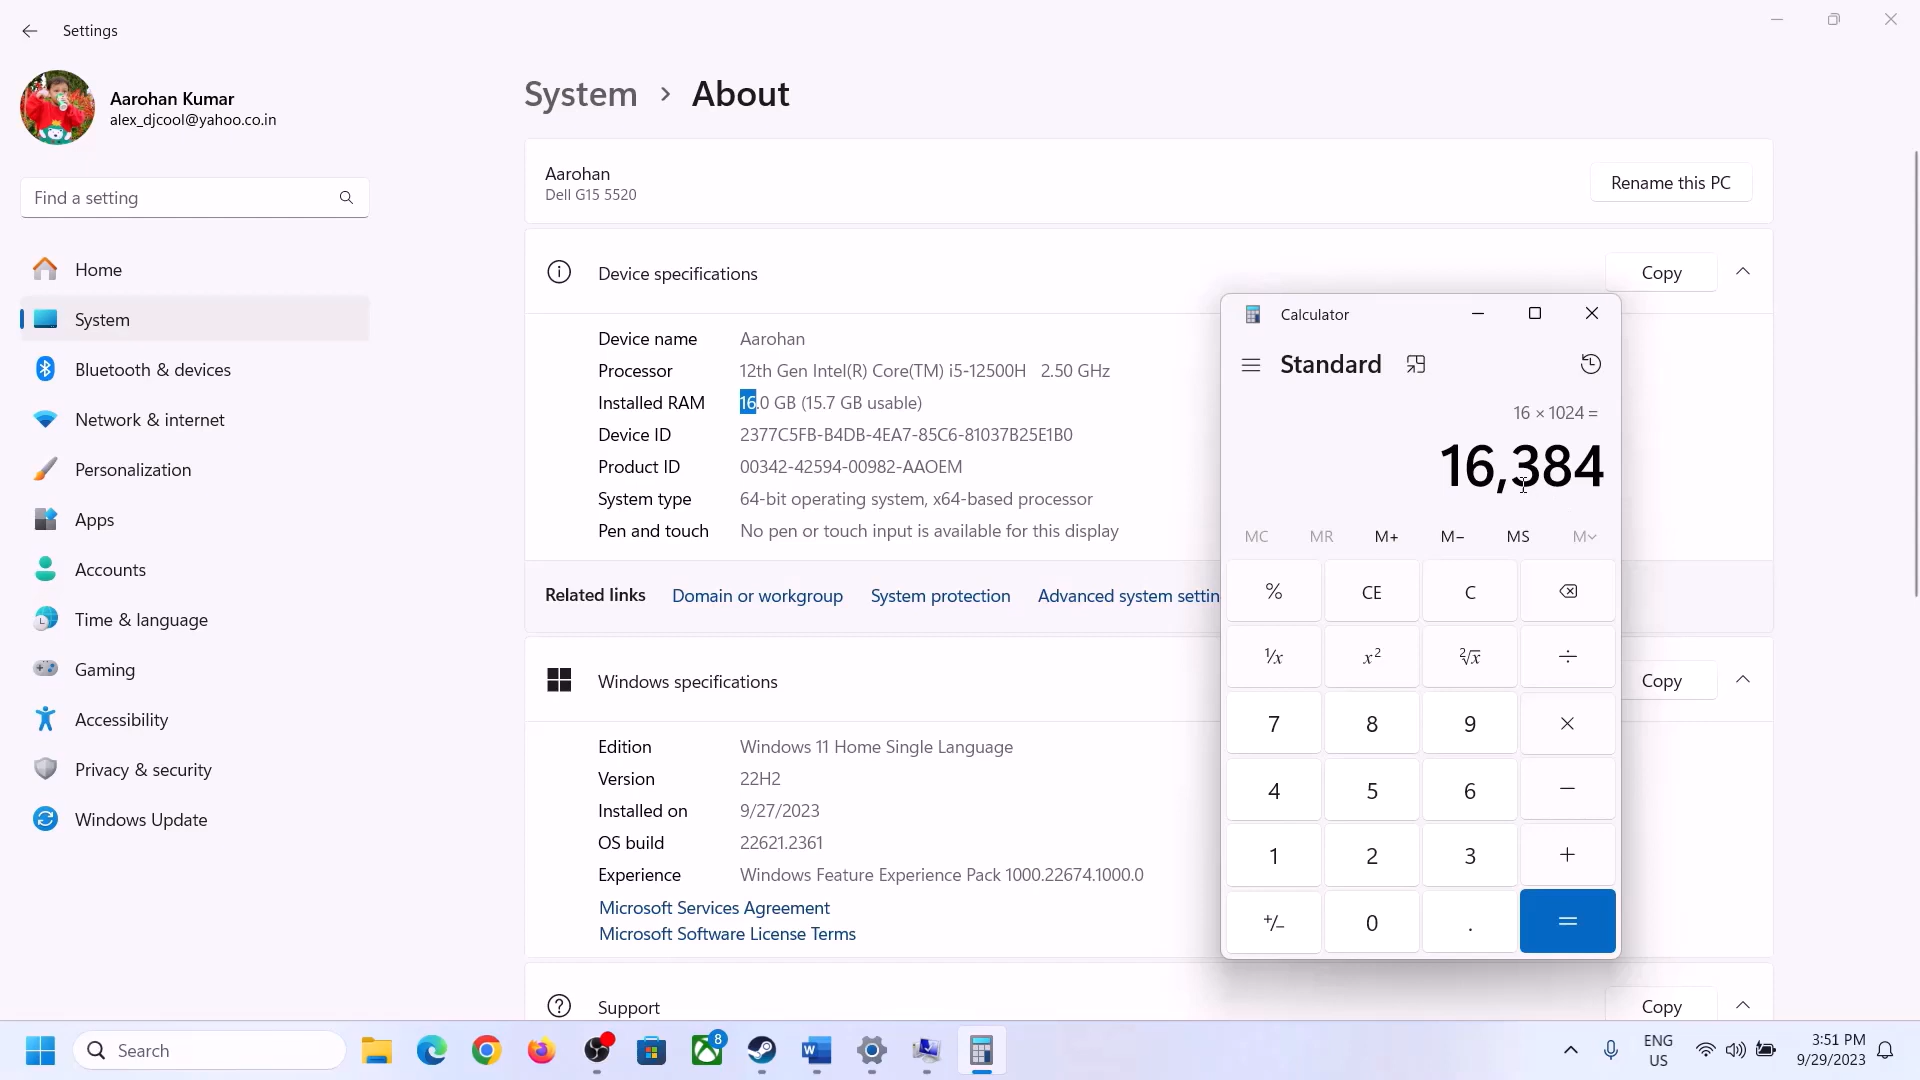 Settings
Aarohan Kumar
alex_djcool@yahoo.co.in
Find a setting
Home
System
Bluetooth & devices
Network & internet
Personalization
Apps
Accounts
Time & language
Gaming
Accessibility
Privacy & security
Windows Update
System > About
Aarohan
Dell G15 5520
Rename this PC
Device specifications
Copy
Device name Aarohan
Processor 12th Gen Intel(R) Core(TM) i5-12500H 2.50 GHz
Installed RAM 16.0 GB (15.7 GB usable)
Device ID 2377C5FB-B4DB-4EA7-85C6-81037B25E1B0
Product ID 00342-42594-00982-AAOEM
System type 64-bit operating system, x64-based processor
Pen and touch No pen or touch input is available for this display
Related links Domain or workgroup System protection Advanced system settin
Windows specifications
Copy
Edition Windows 11 Home Single Language
Version 22H2
Installed on 9/27/2023
OS build 22621.2361
Experience Windows Feature Experience Pack 1000.22674.1000.0
Microsoft Services Agreement
Microsoft Software License Terms
Support
Copy
Calculator
Standard
16 × 1024 =
16,384
MC MR M+ M− MS M
% CE C
¹/x x² ²√x ÷
7 8 9 ×
4 5 6 −
1 2 3 +
+/− 0 . =
Search
8
ENG
US
3:51 PM
9/29/2023